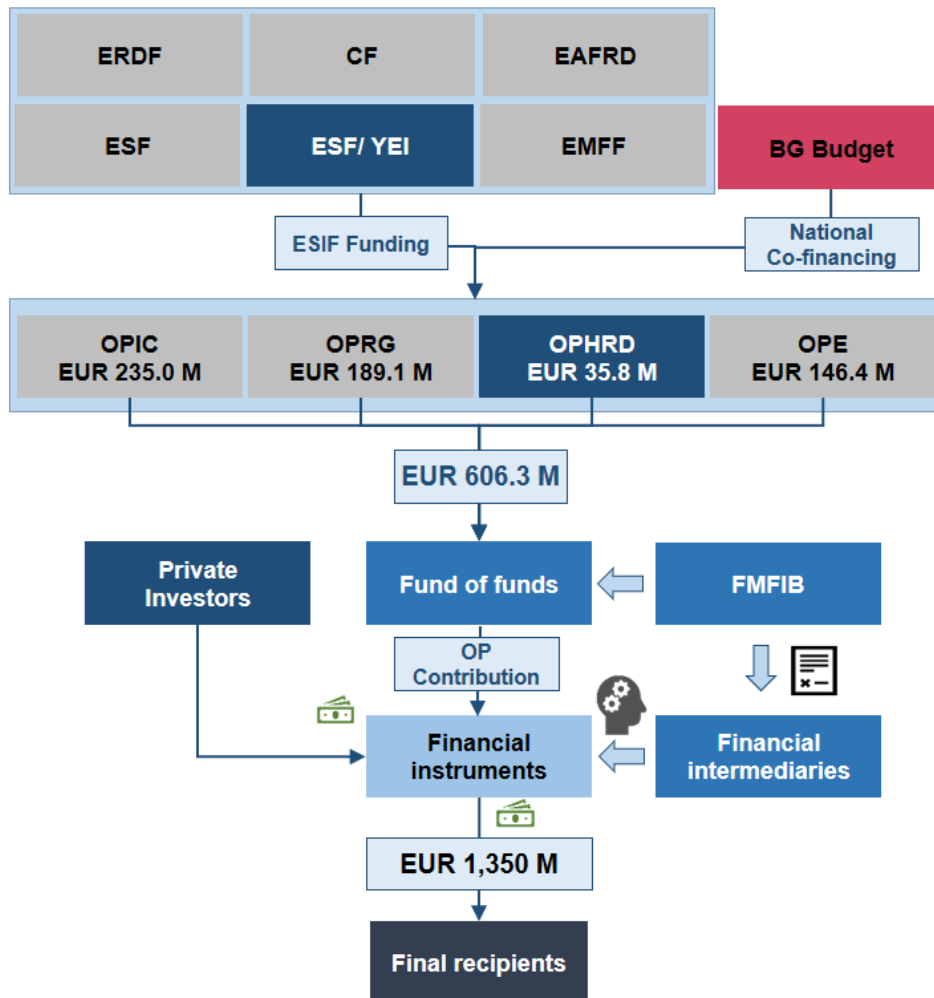 ERDF
CF
EAFRD
ESF
ESF/ YEI
EMFF
BG Budget
ESIF Funding
National
Co-financing
OPIC
EUR 235.0 M
OPRG
EUR 189.1 M
OPHRD
EUR 35.8 M
OPE
EUR 146.4 M
EUR 606.3 M
Private
Investors
Fund of funds
FMFIB
OP
Contribution
Financial
instruments
Financial
intermediaries
EUR 1,350 M
Final recipients